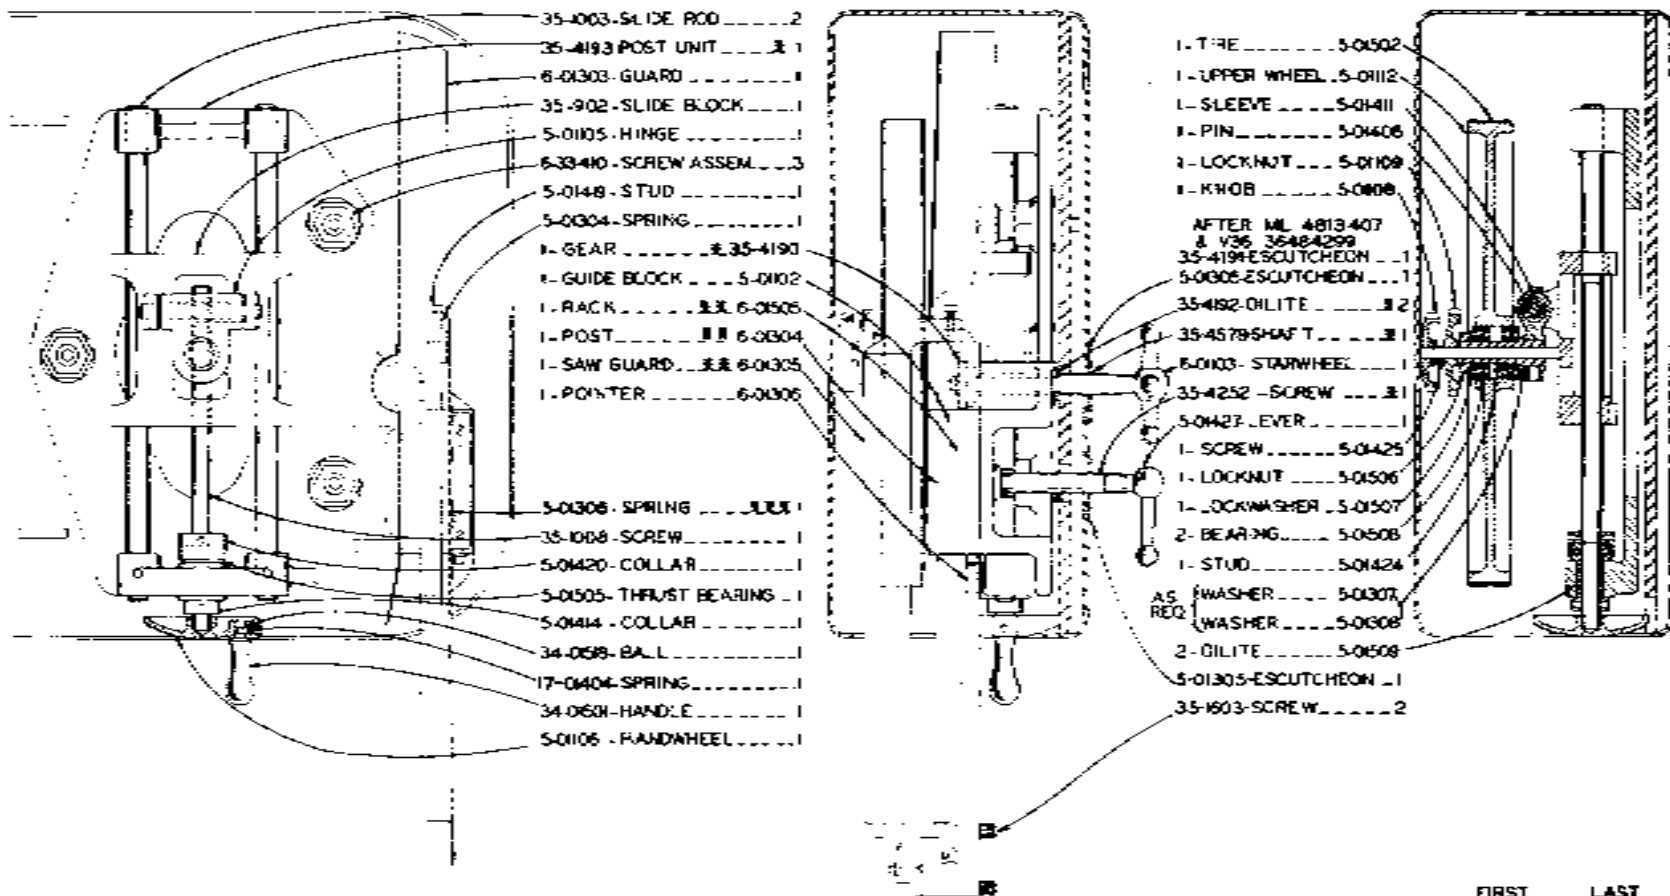 35-1003-SLIDE ROD 2
35-4193 POST UNIT * 1
6-01303-GUARD 1
35-902-SLIDE BLOCK 1
5-01105-HINGE 1
6-33410-SCREW ASSEM. 3
STUD 1
5-01304-SPRING 1
1-GEAR *35-4190
1-GUIDE BLOCK 5-01102
1-RACK ** 6-01506
1-POST ** 6-01304
1-SAW GUARD ** 6-01305
1-POINTER 6-01306
5-01306-SPRING *** 1
35-1008-SCREW 1
5-01420-COLLAR 1
5-01505-THRUST BEARING 1
5-01414-COLLAR 1
BALL 1
17-01404-SPRING 1
34-01601-HANDLE 1
5-01106-HANDWHEEL 1
1-TIRE 5-01502
1-UPPER WHEEL 5-01112
1-SLEEVE 5-01411
1-PIN 5-01406
1-LOCKNUT 5-01109
1-KNOB 5-01108
AFTER ML 4813407
& V36 36484299
35-4191-ESCUTCHEON 1
5-01305-ESCUTCHEON 1
35-4192-OILITE *2
35-4579-SHAFT *1
6-01103-STARWHEEL 1
35-4252-SCREW *1
5-01427-LEVER 1
1-SCREW 5-01425
1-LOCKNUT 5-01506
1-LOCKWASHER 5-01507
2-BEARING 5-01508
1-STUD 5-01424
AS REQ
WASHER 5-01307
WASHER 5-01308
2-OILITE 5-01509
5-01305-ESCUTCHEON 1
35-1603-SCREW 2
FIRST LAST